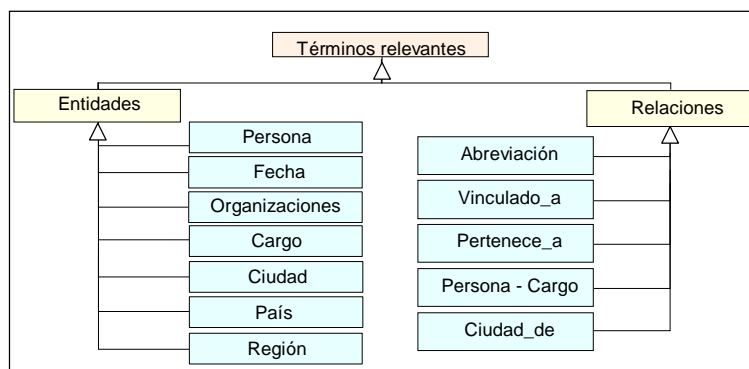 Términos relevantes
Entidades
Relaciones
Persona
Fecha
Organizaciones
Cargo
Ciudad
País
Región
Abreviación
Vinculado_a
Pertenece_a
Persona - Cargo
Ciudad_de